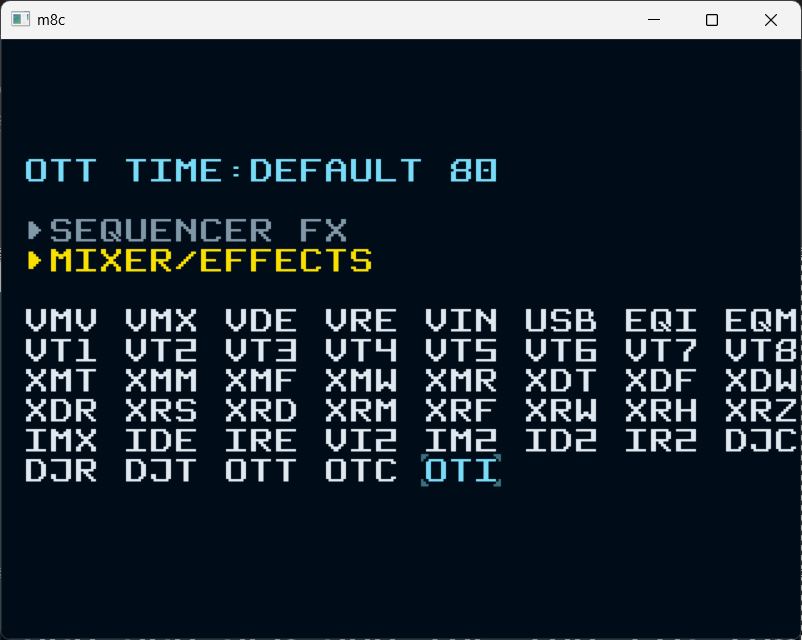 m8c
OTT TIME:DEFAULT 80
SEQUENCER FX
MIXER/EFFECTS
VMV VMX VDE VRE VIN USB EQI EQM
VT1 VT2 VT3 VT4 VT5 VT6 VT7 VT8
XMT XMM XMF XMW XMR XDT XDF XDW
XDR XRS XRD XRM XRF XRW XRH XRZ
IMX IDE IRE VI2 IM2 ID2 IR2 DJC
DJR DJT OTT OTC OTI